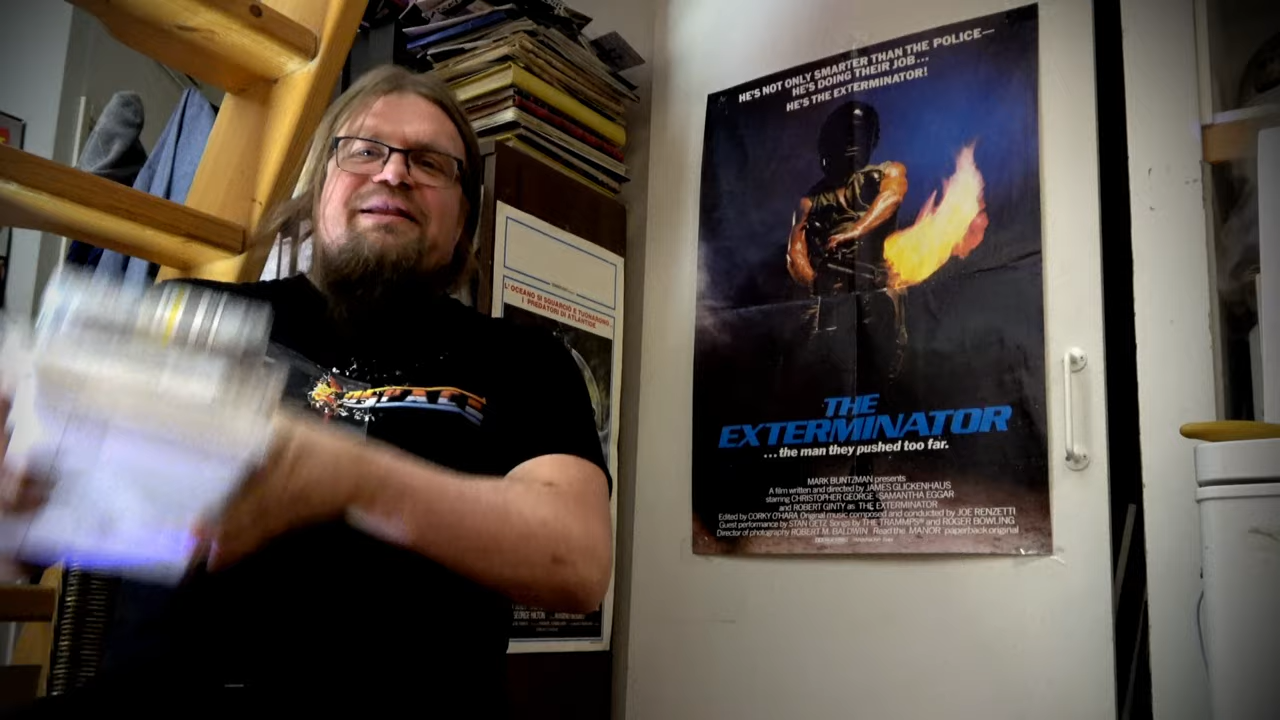 HE'S NOT ONLY SMARTER THAN THE POLICE—
HE'S DOING THEIR JOB...
HE'S THE EXTERMINATOR!
THE
EXTERMINATOR
...the man they pushed too far.
MARK BUNTZMAN presents
A film written and directed by JAMES GLICKENHAUS
starring CHRISTOPHER GEORGE SAMANTHA EGGAR
and ROBERT GINTY as THE EXTERMINATOR
Edited by CORKY O'HARA Original music composed and conducted by JOE RENZETTI
Guest performance by STAN GETZ Songs by THE TRAMMPS® and ROGER BOWLING
Director of photography ROBERT M. BALDWIN Read the MANOR paperback original
L'OCEANO SI SQUARCIÒ E TUONARONO...
I PREDATORI DI ATLANTIDE
GEORGE HILTON